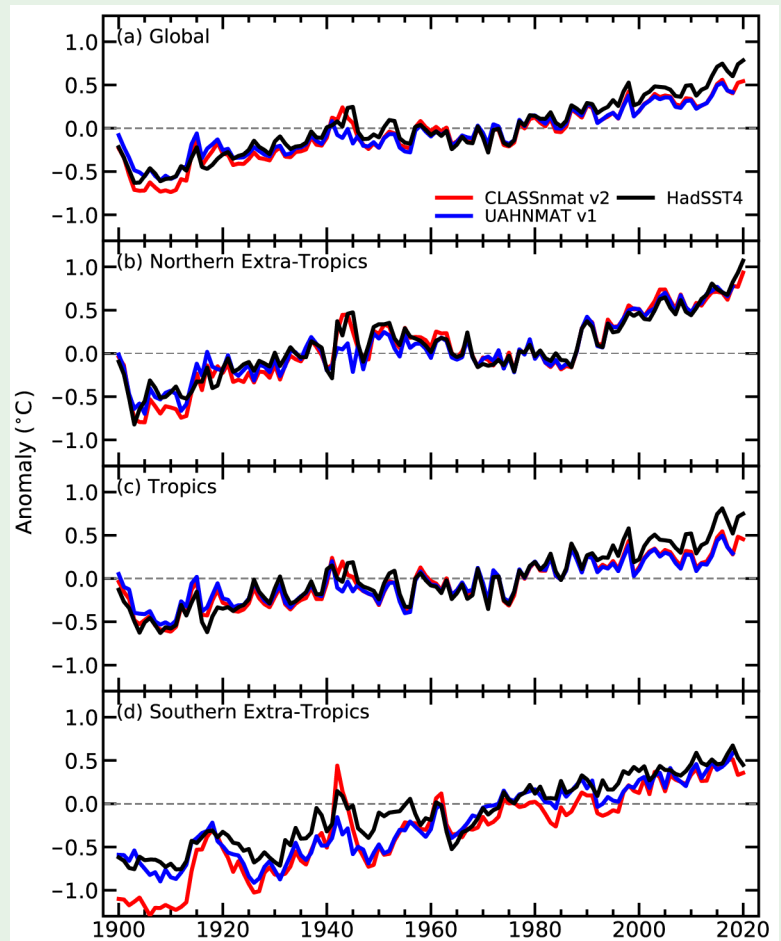 1.0
(a) Global
0.5
0.0
−0.5
CLASSnmat v2
HadSST4
UAHNMAT v1
−1.0
1.0
(b) Northern Extra-Tropics
0.5
0.0
−0.5
−1.0
Anomaly (°C)
(c) Tropics
1.0
0.5
0.0
−0.5
−1.0
(d) Southern Extra-Tropics
0.5
0.0
−0.5
−1.0
1900 1920 1940 1960 1980 2000 2020